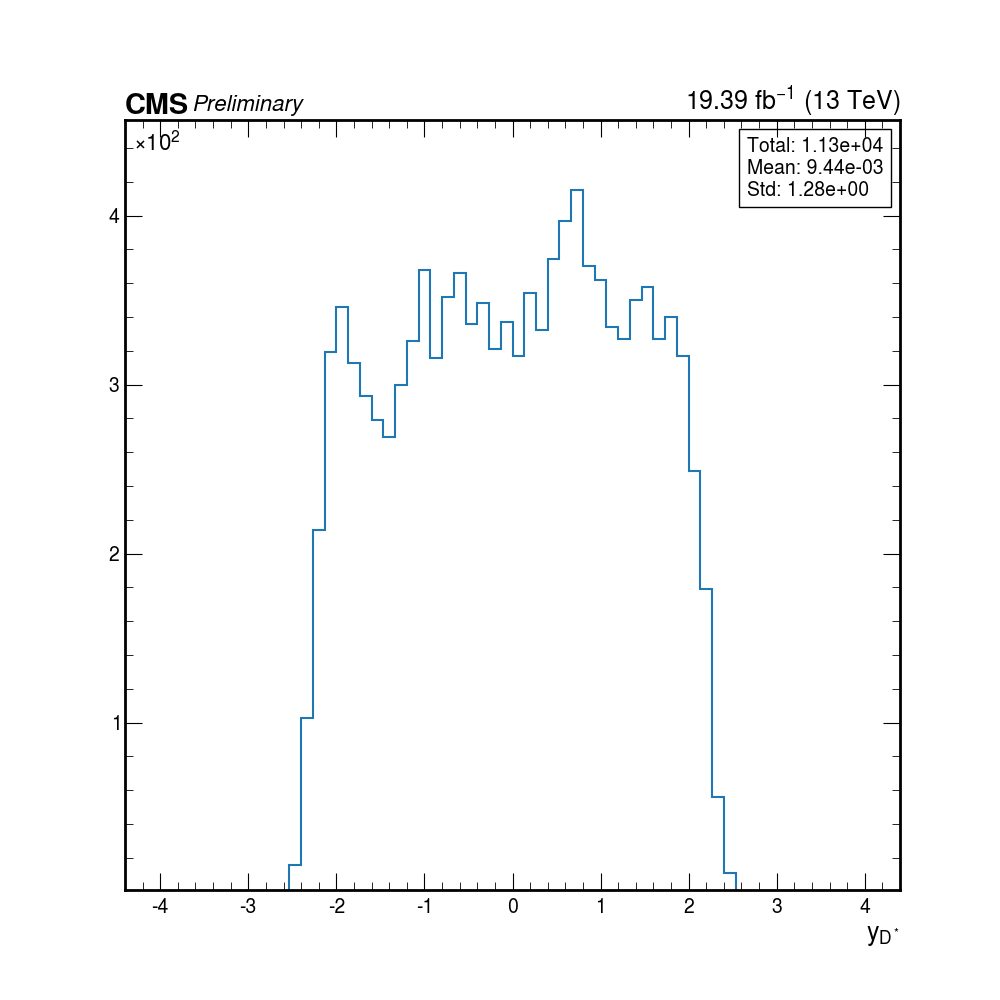 CMS Preliminary
19.39 fb⁻¹ (13 TeV)
×10²
Total: 1.13e+04
Mean: 9.44e-03
Std: 1.28e+00
4
3
2
1
-4 -3 -2 -1 0 1 2 3 4
y_D*